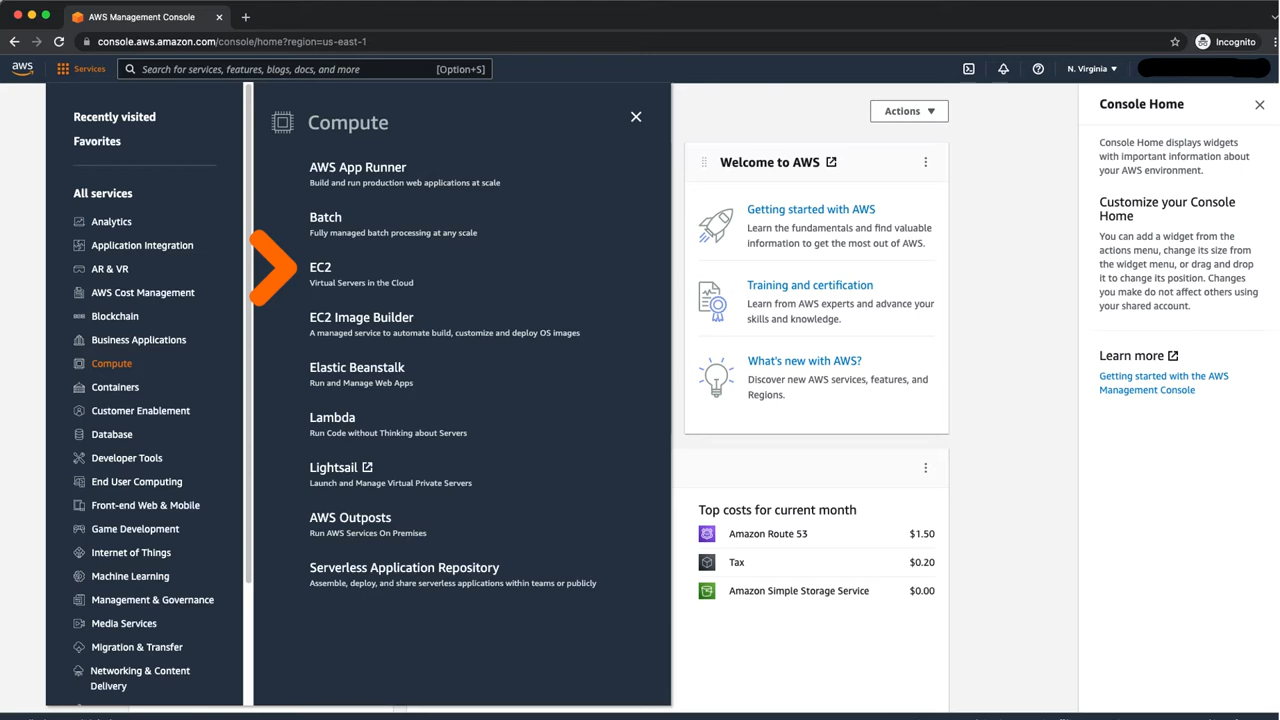 AWS Management Console
console.aws.amazon.com/console/home?region=us-east-1
Incognito
aws
Services
Search for services, features, blogs, docs, and more
[Option+S]
N. Virginia
Recently visited
Favorites
All services
Analytics
Application Integration
AR & VR
AWS Cost Management
Blockchain
Business Applications
Compute
Containers
Customer Enablement
Database
Developer Tools
End User Computing
Front-end Web & Mobile
Game Development
Internet of Things
Machine Learning
Management & Governance
Media Services
Migration & Transfer
Networking & Content
Delivery
Compute
AWS App Runner
Build and run production web applications at scale
Batch
Fully managed batch processing at any scale
EC2
Virtual Servers in the Cloud
EC2 Image Builder
A managed service to automate build, customize and deploy OS images
Elastic Beanstalk
Run and Manage Web Apps
Lambda
Run Code without Thinking about Servers
Lightsail
Launch and Manage Virtual Private Servers
AWS Outposts
Run AWS Services On Premises
Serverless Application Repository
Assemble, deploy, and share serverless applications within teams or publicly
Actions
Welcome to AWS
Getting started with AWS
Learn the fundamentals and find valuable
information to get the most out of AWS.
Training and certification
Learn from AWS experts and advance your
skills and knowledge.
What's new with AWS?
Discover new AWS services, features, and
Regions.
Top costs for current month
Amazon Route 53 $1.50
Tax $0.20
Amazon Simple Storage Service $0.00
Console Home
Console Home displays widgets
with important information about
your AWS environment.
Customize your Console
Home
You can add a widget from the
actions menu, change its size from
the widget menu, or drag and drop
it to change its position. Changes
you make do not affect others using
your shared account.
Learn more
Getting started with the AWS
Management Console